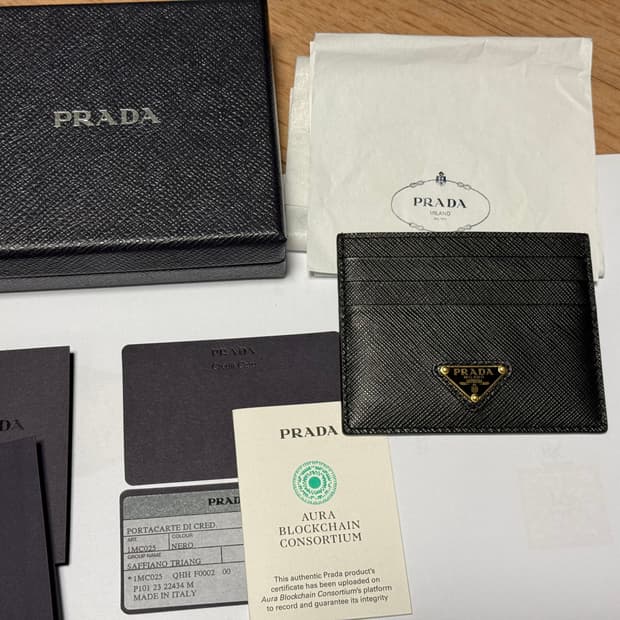 PRADA
PRADA
MILANO
PRADA
PRADA
DA
PRADA
PORTACARTE DI CRED.
ART. COLOUR
1MC025 NERO
GROUP NAME
SAFFIANO TRIANG
*1MC025 QHH F0002 00
P101 23 22434 M
MADE IN ITALY
PRADA
AURA
BLOCKCHAIN
CONSORTIUM
This authentic Prada product's
certificate has been uploaded on
Aura Blockchain Consortium's platform
to record and guarantee its integrity